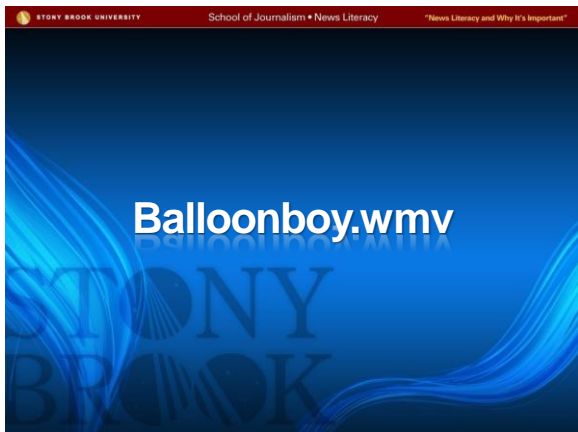 STONY BROOK UNIVERSITY
School of Journalism • News Literacy
"News Literacy and Why It's Important"
Balloonboy.wmv
STONY
BROOK